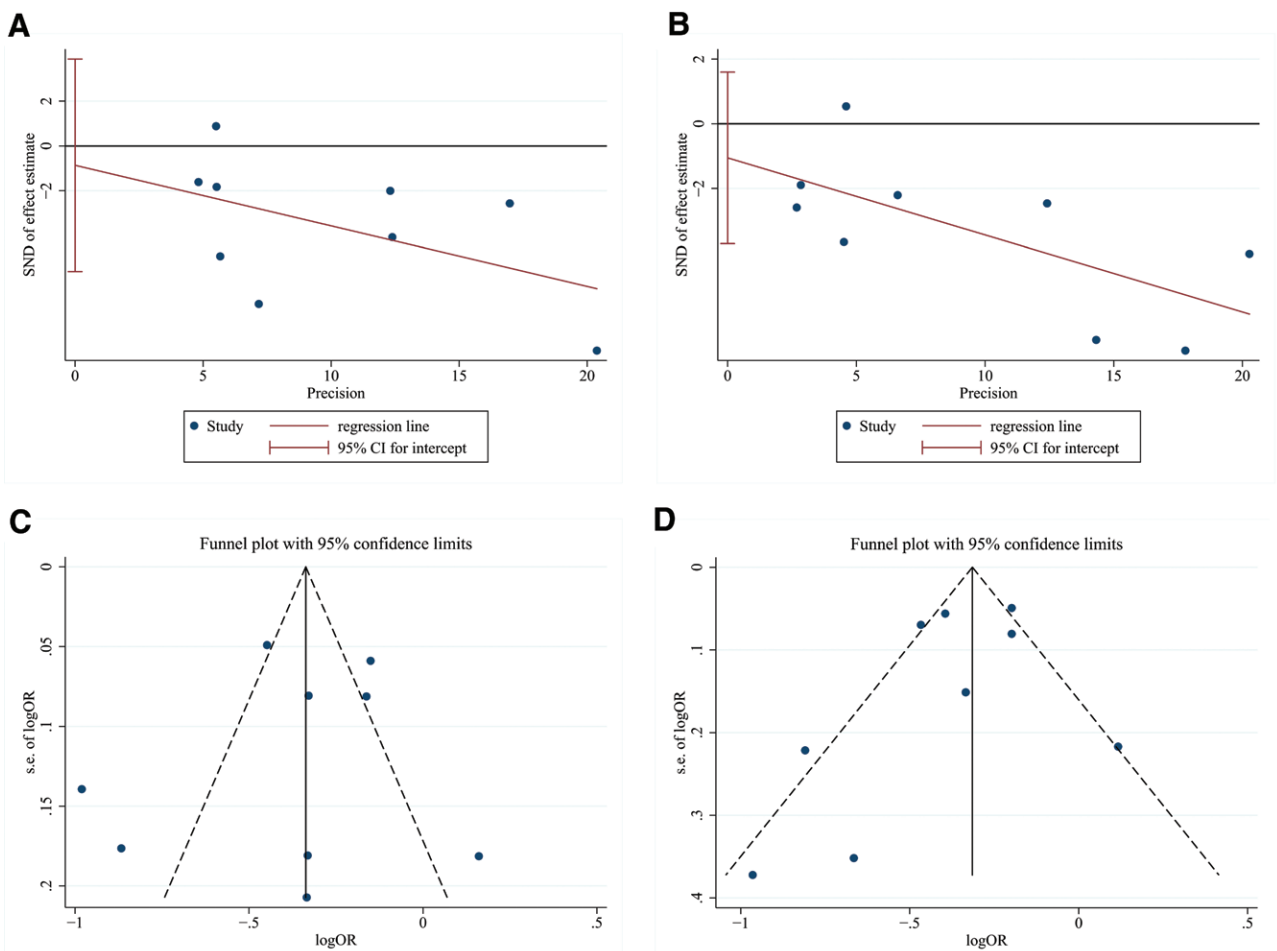 A
2
0
−2
SND of effect estimate
0 5 10 15 20
Precision
Study regression line
95% CI for intercept
B
2
0
−2
SND of effect estimate
0 5 10 15 20
Precision
Study regression line
95% CI for intercept
C
Funnel plot with 95% confidence limits
0
.05
.1
.15
.2
s.e. of logOR
−1 −.5 0 .5
logOR
D
Funnel plot with 95% confidence limits
0
.1
.2
.3
.4
s.e. of logOR
−1 −.5 0 .5
logOR